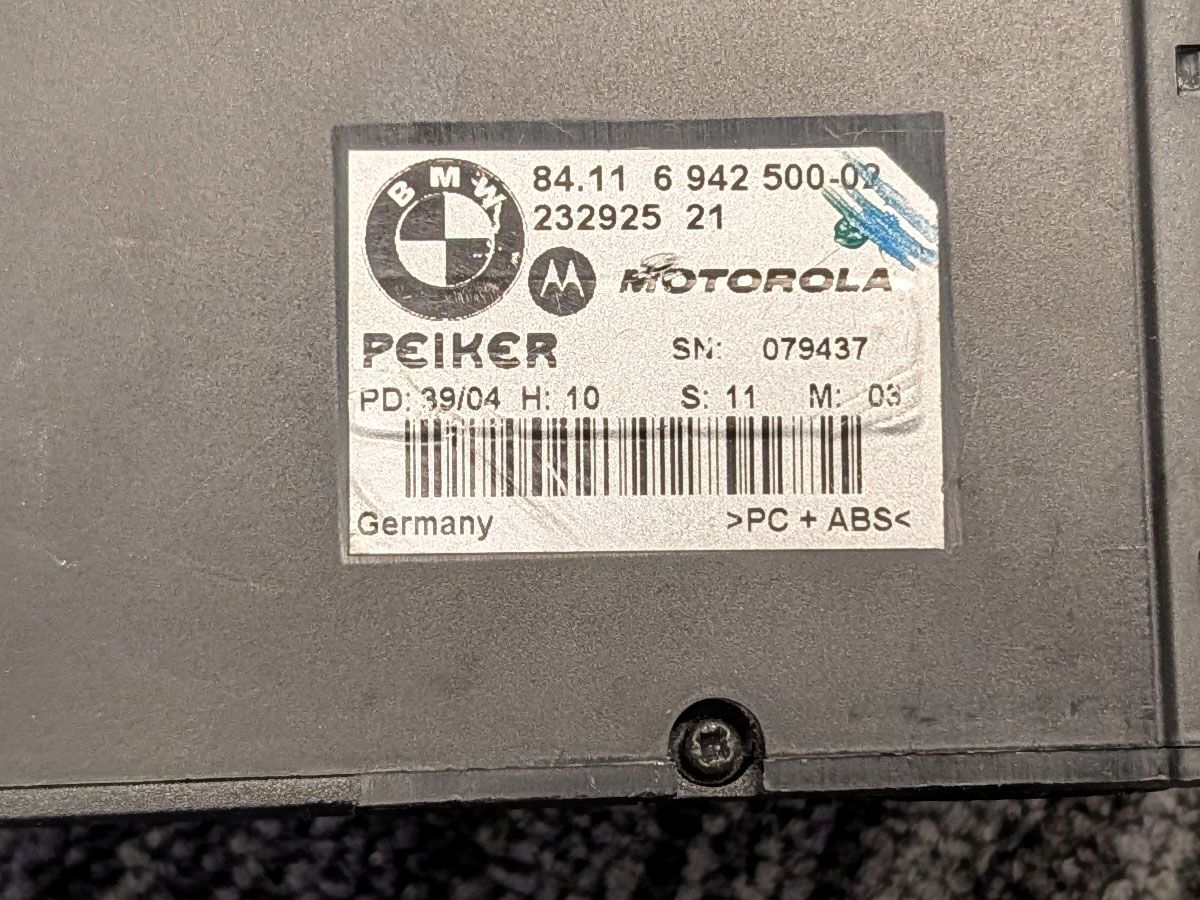 BMW
84.11 6 942 500-02
232925 21
MOTOROLA
PEIKER SN: 079437
PD: 39/04 H: 10 S: 11 M: 03
Germany >PC + ABS<